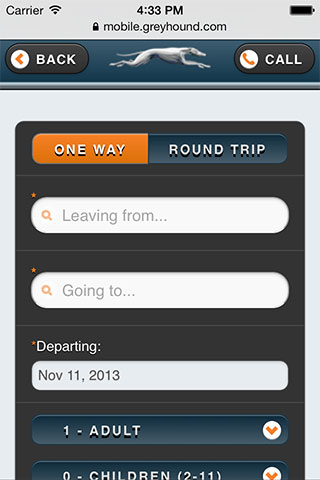 Carrier 4:33 PM
mobile.greyhound.com
BACK CALL
ONE WAY ROUND TRIP
*
Leaving from...
*
Going to...
*Departing:
Nov 11, 2013
1 - ADULT
0 - CHILDREN (2-11)